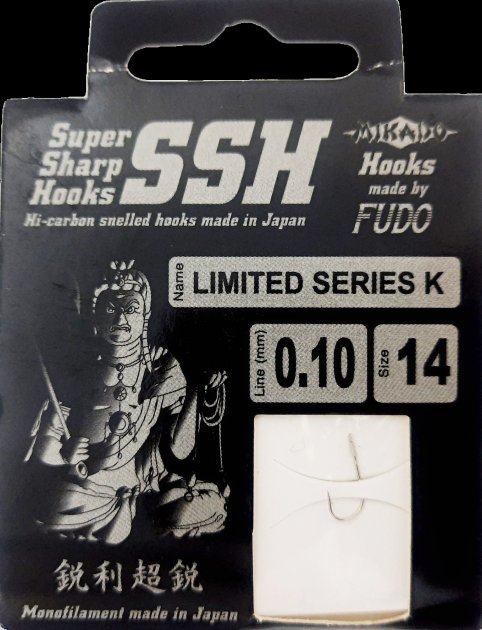 Super
Sharp
Hooks
SSH
Hi-carbon snelled hooks made in Japan
MIKADO
Hooks
made by
FUDO
Name
LIMITED SERIES K
Line (mm)
0.10
Size
14
鋭利超鋭
Monofilament made in Japan